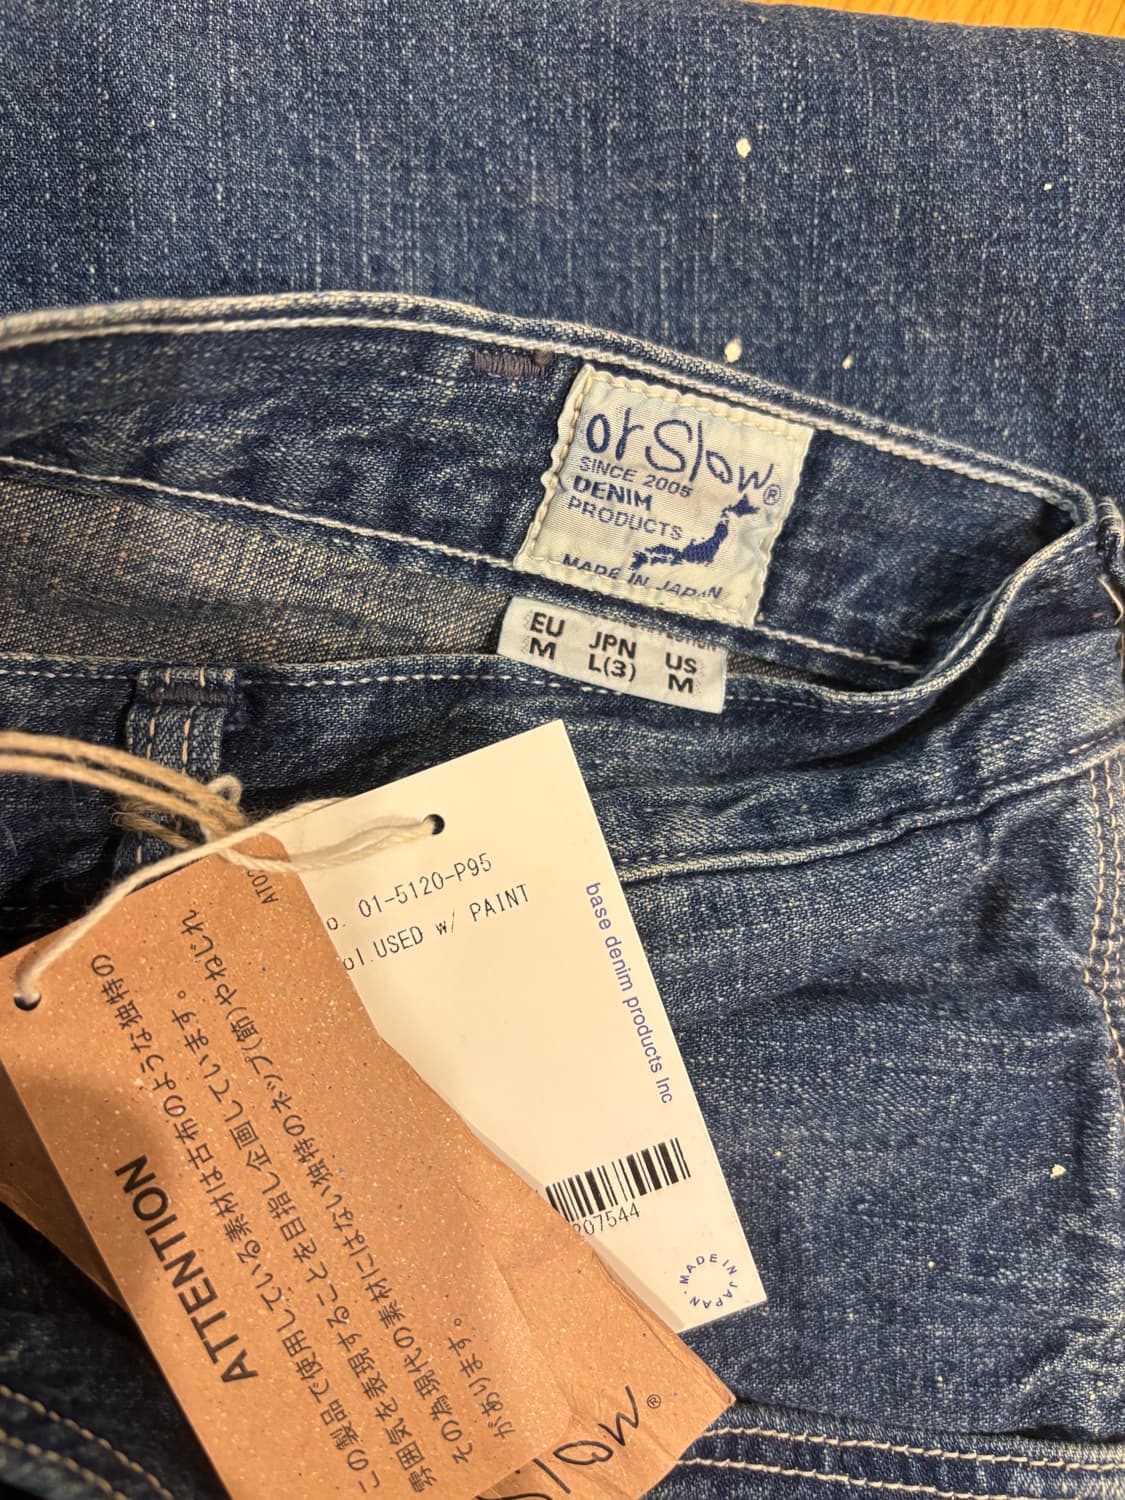 orSlow®
SINCE 2005
DENIM
PRODUCTS
MADE IN JAPAN
EU JPN US
M L(3) M
o. 01-5120-P95
ol.USED w/ PAINT
base denim products Inc
207544
MADE IN JAPAN
ATTENTION
この製品で使用している素材は古布のような独特の
雰囲気を表現することを目指し企画しています。
その為現代の素材にはない独特のネップ(節)やねじれ
があります。
low®